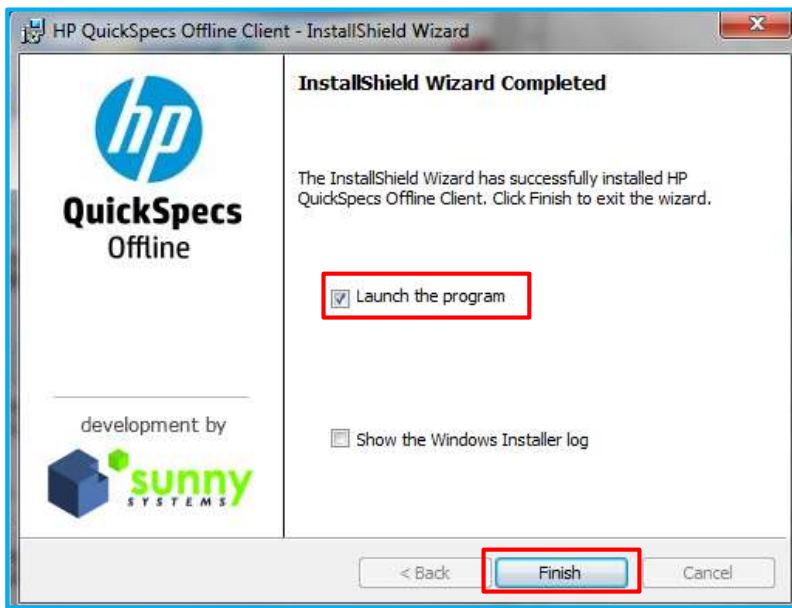 HP QuickSpecs Offline Client - InstallShield Wizard
hp
QuickSpecs
Offline
development by
sunny
SYSTEMS
InstallShield Wizard Completed
The InstallShield Wizard has successfully installed HP
QuickSpecs Offline Client. Click Finish to exit the wizard.
Launch the program
Show the Windows Installer log
< Back
Finish
Cancel